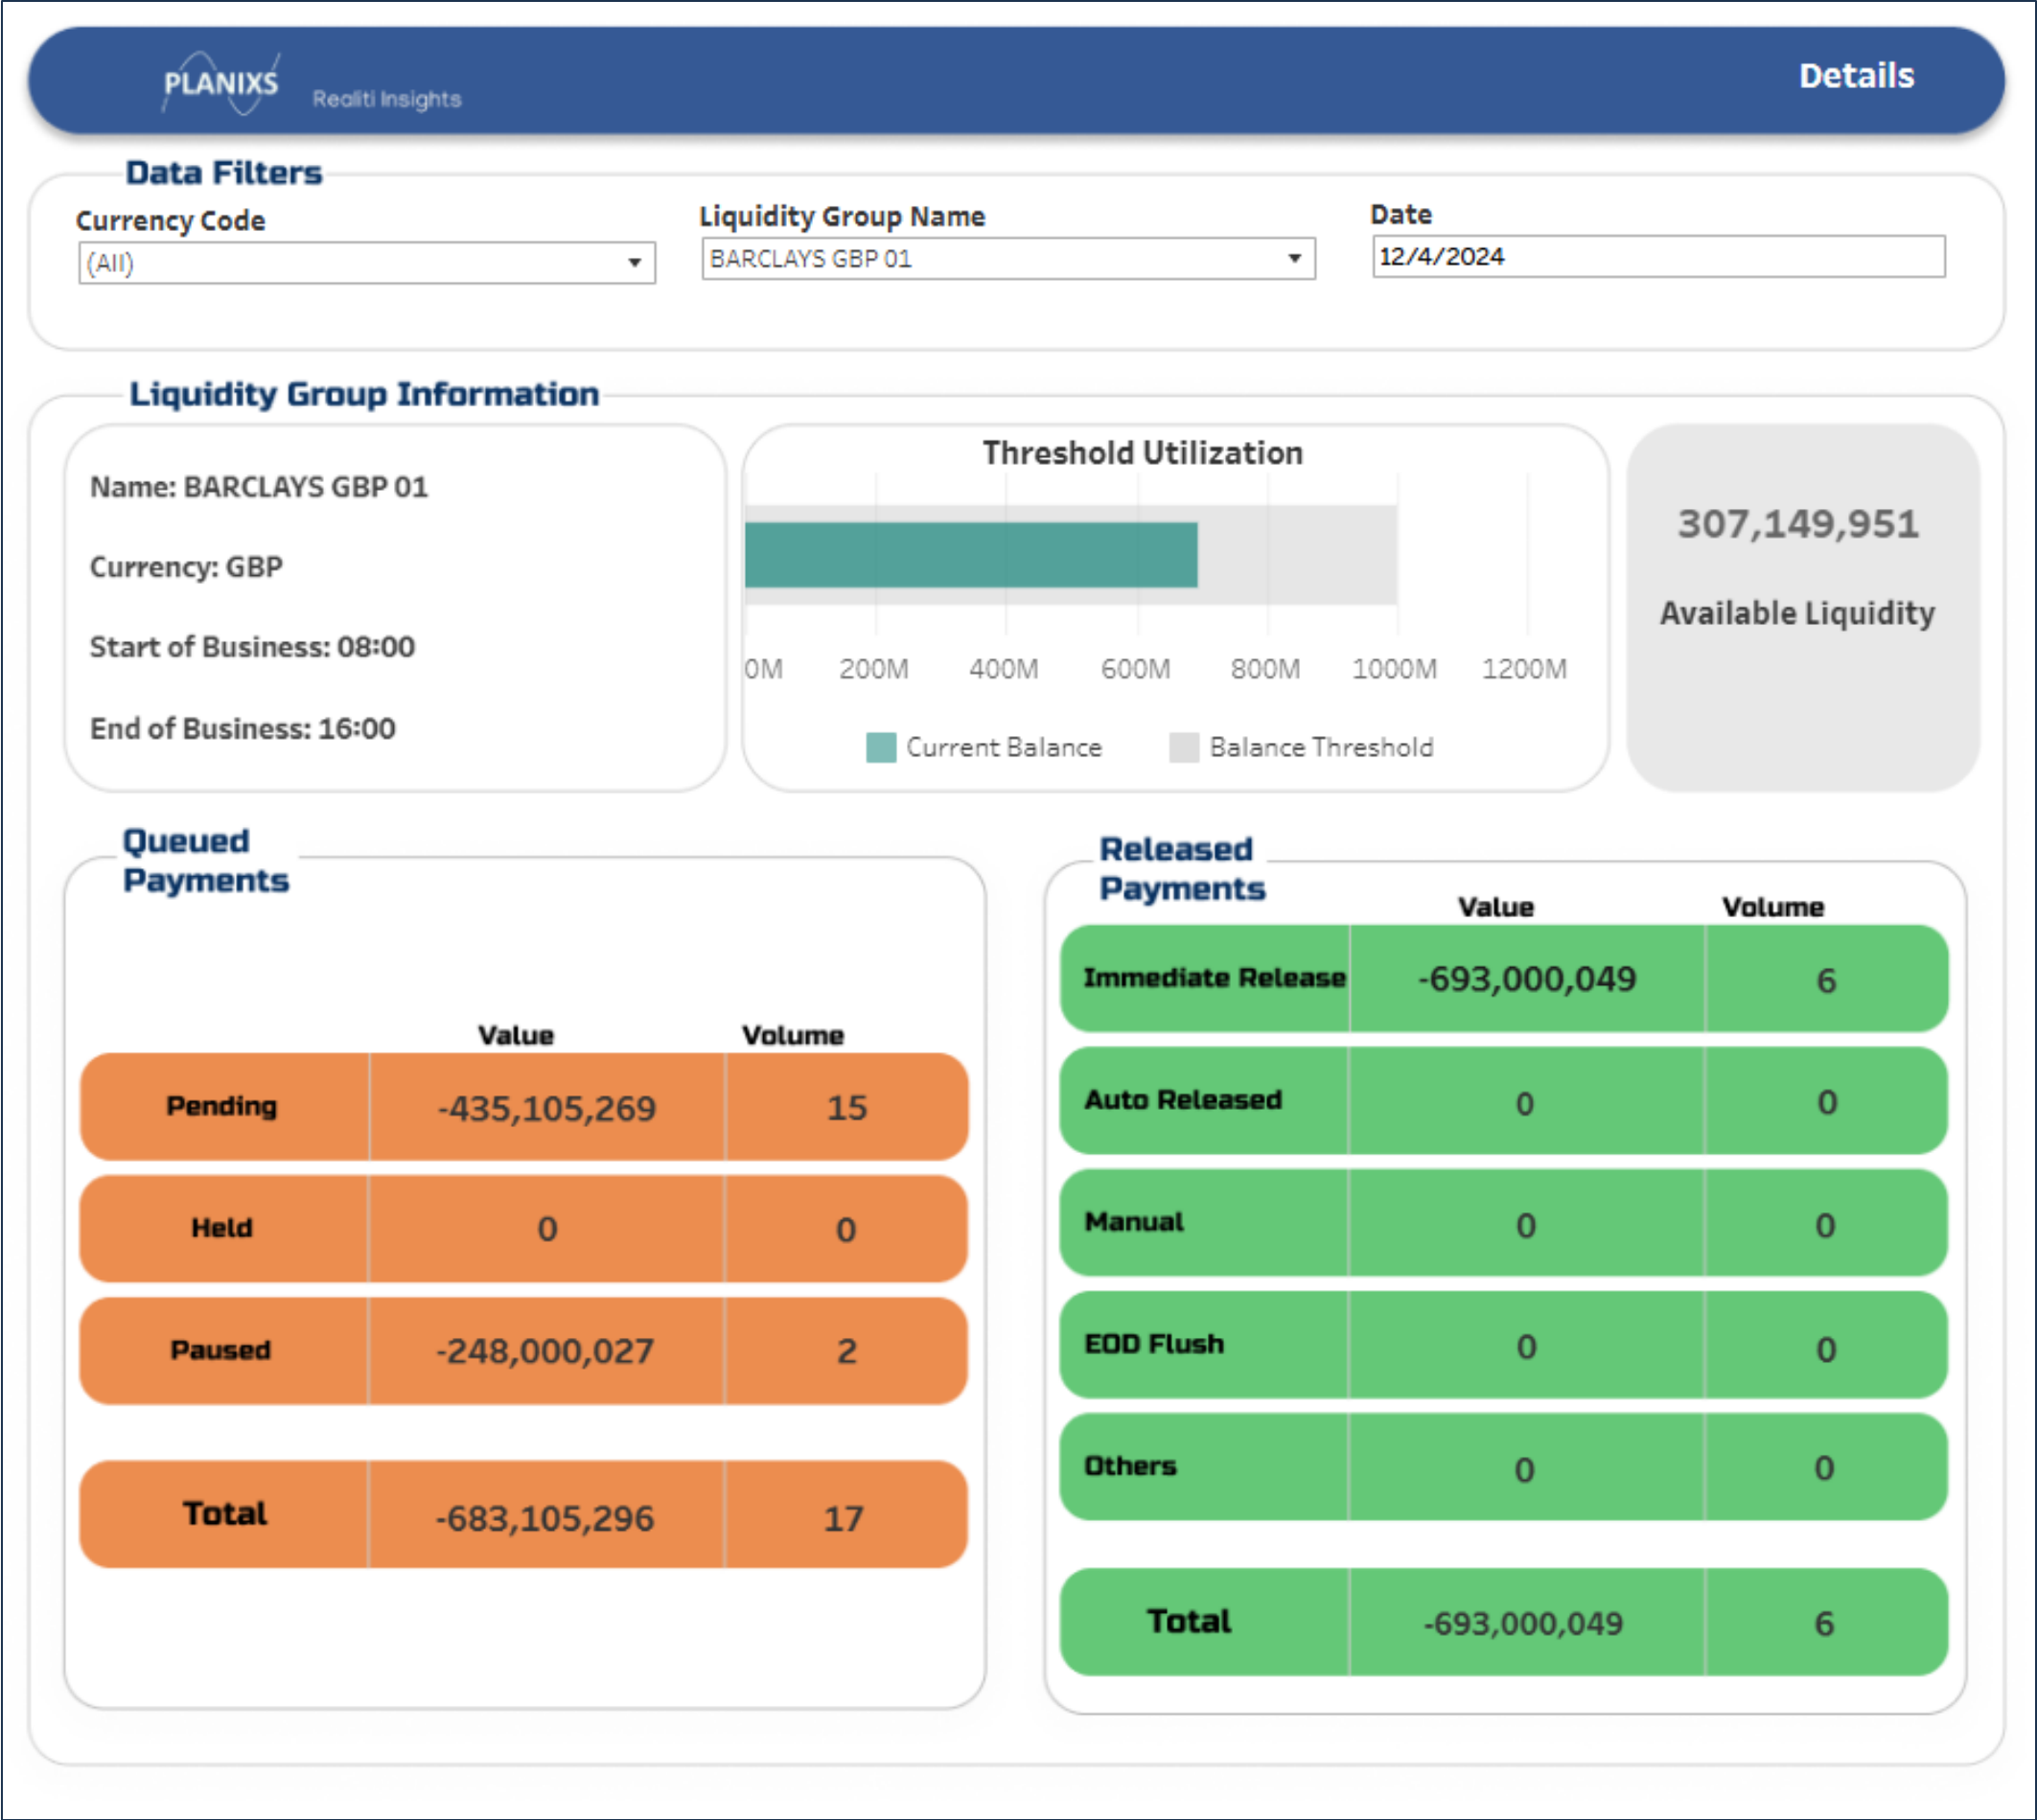 PLANIXS
Realiti Insights
Details
Data Filters
Currency Code
Liquidity Group Name
Date
(All)
BARCLAYS GBP 01
12/4/2024
Liquidity Group Information
Name: BARCLAYS GBP 01
Currency: GBP
Start of Business: 08:00
End of Business: 16:00
Threshold Utilization
0M 200M 400M 600M 800M 1000M 1200M
Current Balance Balance Threshold
307,149,951
Available Liquidity
Queued
Payments
Value Volume
Pending -435,105,269 15
Held 0 0
Paused -248,000,027 2
Total -683,105,296 17
Released
Payments
Value Volume
Immediate Release -693,000,049 6
Auto Released 0 0
Manual 0 0
EOD Flush 0 0
Others 0 0
Total -693,000,049 6